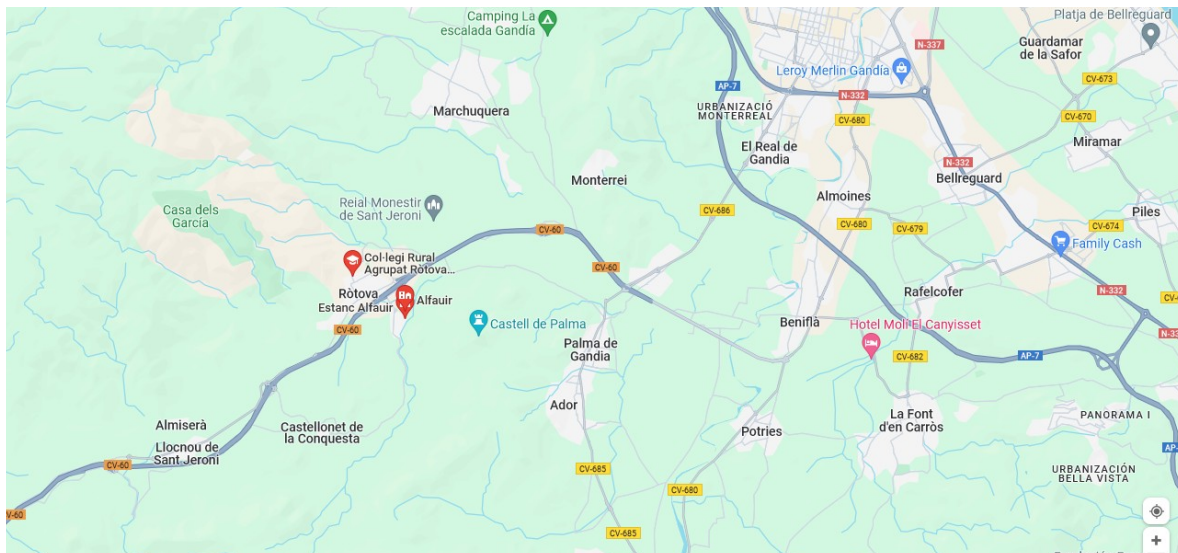 Camping La
escalada Gandía
Platja de Bellreguard
N-337
Guardamar
de la Safor
Leroy Merlin Gandia
CV-673
AP-7
N-332
Marchuquera
URBANIZACIÓ
MONTERREAL
CV-680
CV-670
El Real de
Gandia
Miramar
N-332
Monterrei
Bellreguard
Almoines
Casa dels
García
Reial Monestir
de Sant Jeroni
CV-686
Piles
CV-60
CV-680
CV-679
CV-674
Family Cash
Col·legi Rural
Agrupat Ròtova...
CV-60
Ròtova
Estanc Alfauir
Alfauir
Rafelcofer
N-332
Castell de Palma
Beniflà
Hotel Molí El Canyisset
CV-60
Palma de
Gandia
CV-682
AP-7
Ador
Almiserà
Castellonet de
la Conquesta
Llocnou de
Sant Jeroni
La Font
d'en Carròs
PANORAMA I
Potries
CV-60
CV-685
CV-680
URBANIZACIÓN
BELLA VISTA
CV-60
CV-685